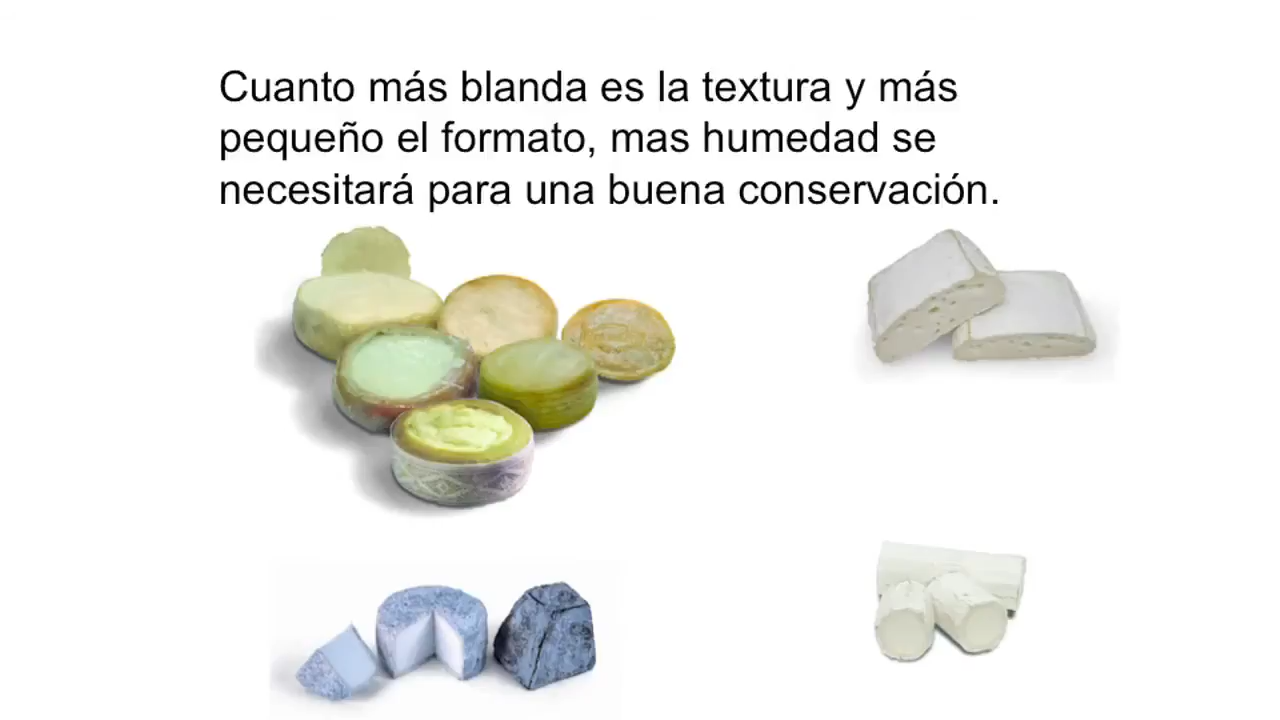 Cuanto más blanda es la textura y más
pequeño el formato, mas humedad se
necesitará para una buena conservación.